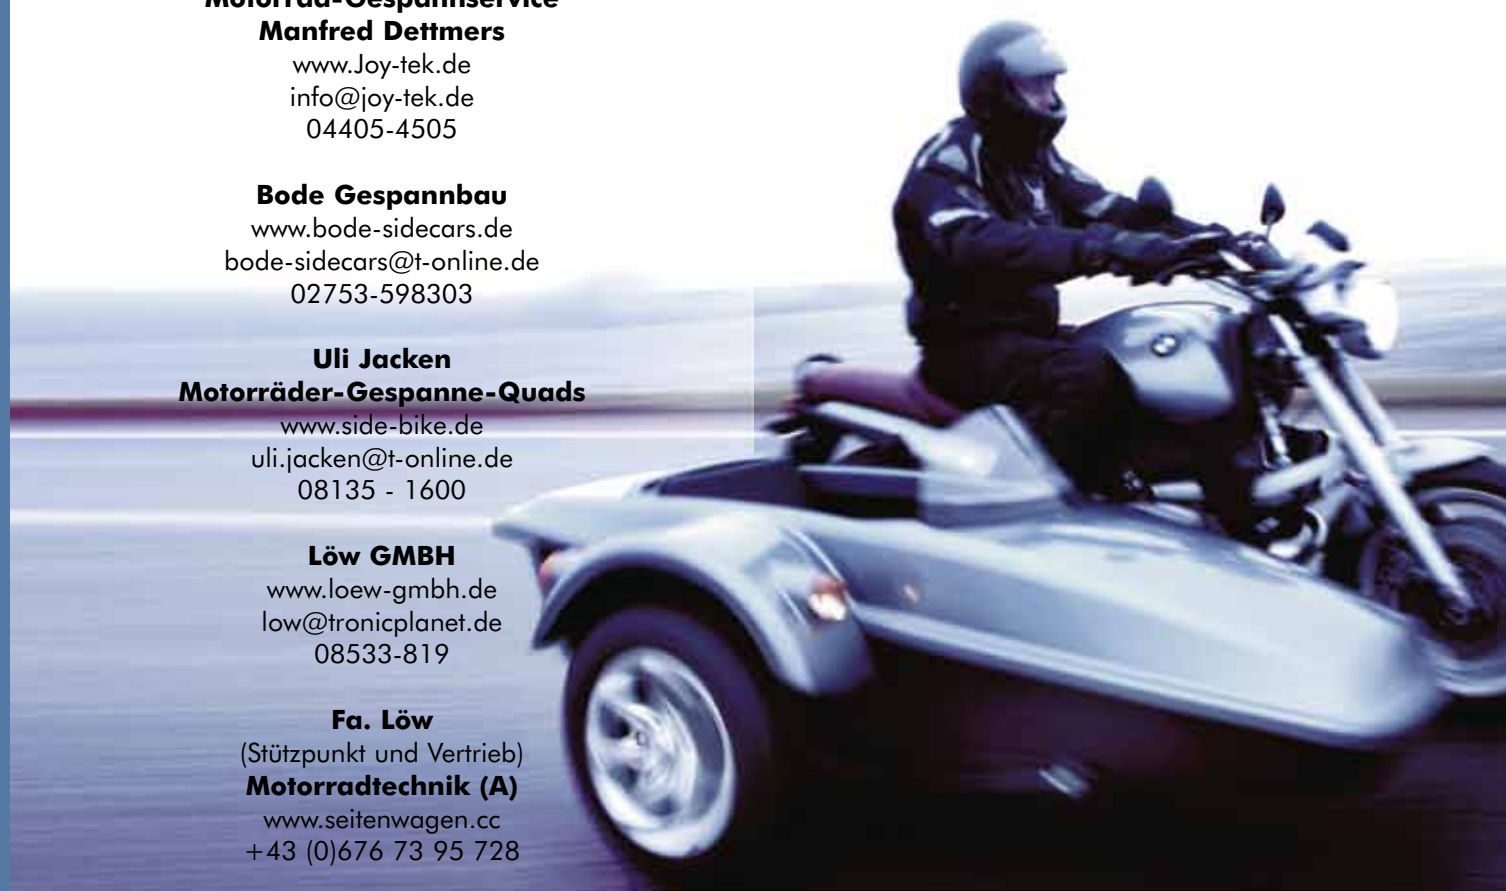 Motorrad-Gespannservice
Manfred Dettmers
www.Joy-tek.de
info@joy-tek.de
04405-4505
Bode Gespannbau
www.bode-sidecars.de
bode-sidecars@t-online.de
02753-598303
Uli Jacken
Motorräder-Gespanne-Quads
www.side-bike.de
uli.jacken@t-online.de
08135 - 1600
Löw GMBH
www.loew-gmbh.de
low@tronicplanet.de
08533-819
Fa. Löw
(Stützpunkt und Vertrieb)
Motorradtechnik (A)
www.seitenwagen.cc
+43 (0)676 73 95 728